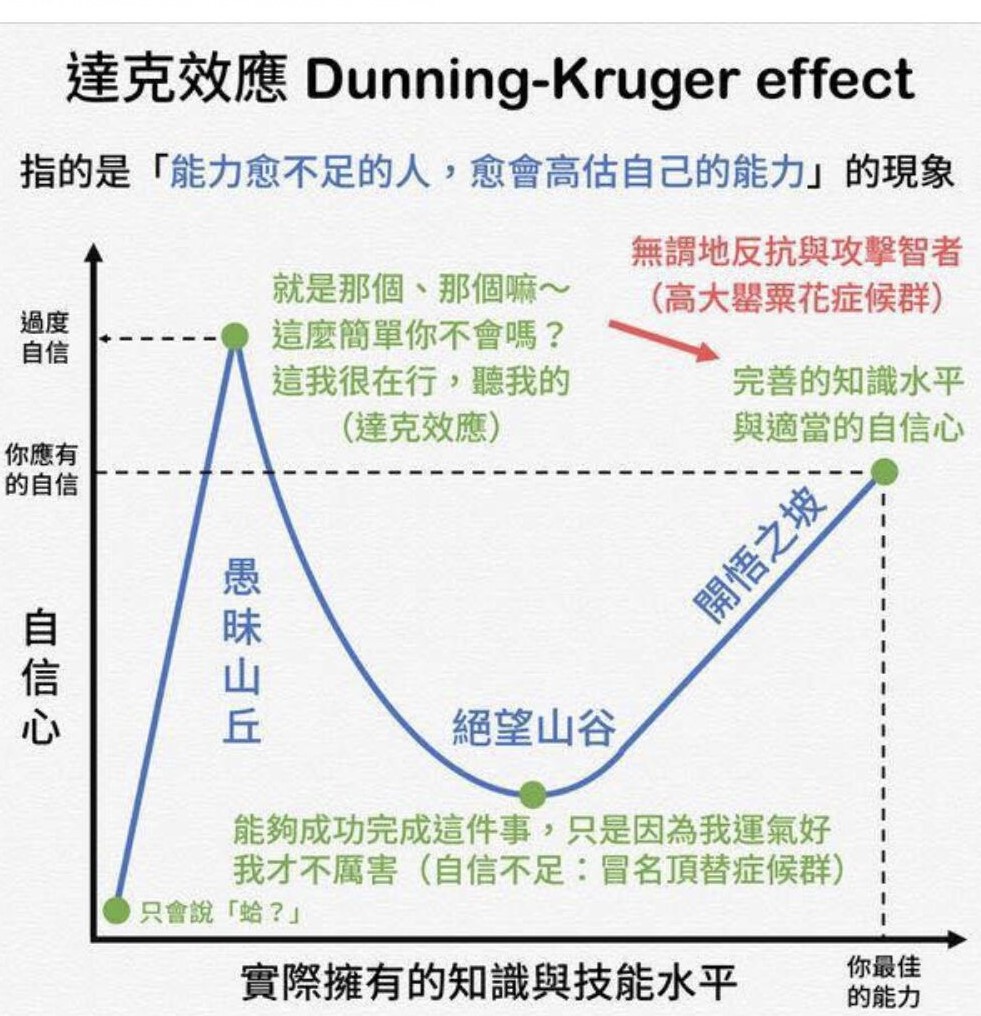 達克效應 Dunning-Kruger effect
指的是「能力愈不足的人，愈會高估自己的能力」的現象
無謂地反抗與攻擊智者
（高大罌粟花症候群）
就是那個、那個嘛～
這麼簡單你不會嗎？
這我很在行，聽我的
（達克效應）
過度
自信
完善的知識水平
與適當的自信心
你應有
的自信
開悟之坡
愚昧山丘
自信心
絕望山谷
能夠成功完成這件事，只是因為我運氣好
我才不厲害（自信不足：冒名頂替症候群）
只會說「蛤？」
實際擁有的知識與技能水平
你最佳
的能力